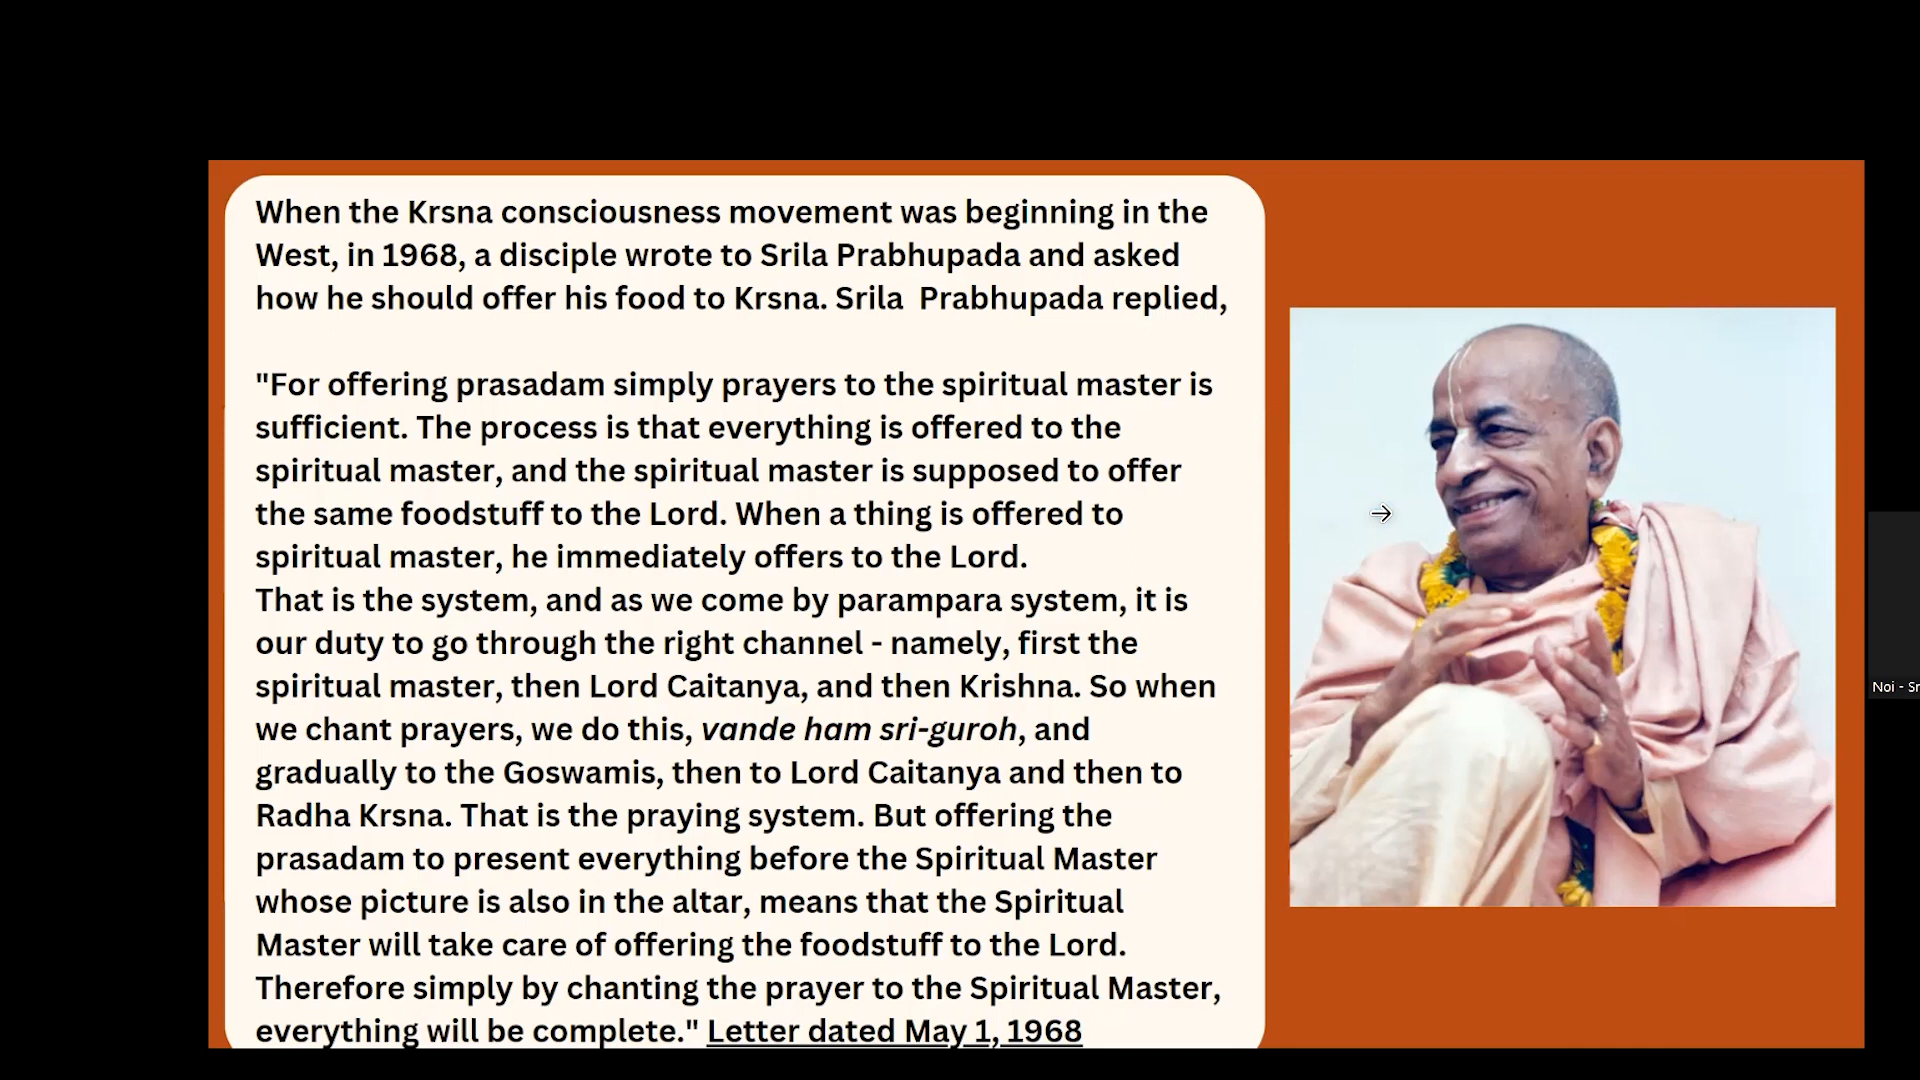 When the Krsna consciousness movement was beginning in the
West, in 1968, a disciple wrote to Srila Prabhupada and asked
how he should offer his food to Krsna. Srila  Prabhupada replied,
"For offering prasadam simply prayers to the spiritual master is
sufficient. The process is that everything is offered to the
spiritual master, and the spiritual master is supposed to offer
the same foodstuff to the Lord. When a thing is offered to
spiritual master, he immediately offers to the Lord.
That is the system, and as we come by parampara system, it is
our duty to go through the right channel - namely, first the
spiritual master, then Lord Caitanya, and then Krishna. So when
we chant prayers, we do this, vande ham sri-guroh, and
gradually to the Goswamis, then to Lord Caitanya and then to
Radha Krsna. That is the praying system. But offering the
prasadam to present everything before the Spiritual Master
whose picture is also in the altar, means that the Spiritual
Master will take care of offering the foodstuff to the Lord.
Therefore simply by chanting the prayer to the Spiritual Master,
everything will be complete." Letter dated May 1, 1968
Noi - Sr